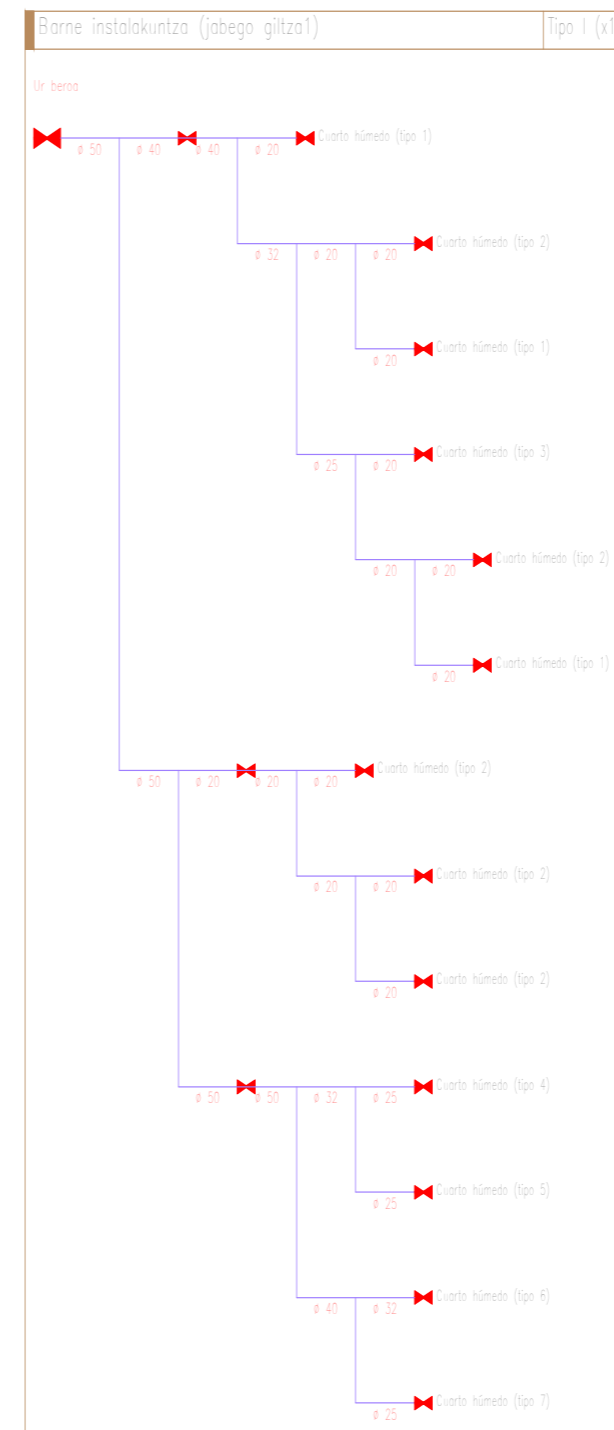 Barne instalakuntza (jabego giltza1)
Tipo I (x1
Ur beroa
Cuarto húmedo (tipo 1)
ø 50 ø 40 ø 40 ø 20
Cuarto húmedo (tipo 2)
ø 32 ø 20 ø 20
Cuarto húmedo (tipo 1)
ø 20
Cuarto húmedo (tipo 3)
ø 25 ø 20
Cuarto húmedo (tipo 2)
ø 20 ø 20
Cuarto húmedo (tipo 1)
ø 20
Cuarto húmedo (tipo 2)
ø 50 ø 20 ø 20 ø 20
Cuarto húmedo (tipo 2)
ø 20 ø 20
Cuarto húmedo (tipo 2)
ø 20
Cuarto húmedo (tipo 4)
ø 50 ø 50 ø 32 ø 25
Cuarto húmedo (tipo 5)
ø 25
Cuarto húmedo (tipo 6)
ø 40 ø 32
Cuarto húmedo (tipo 7)
ø 25